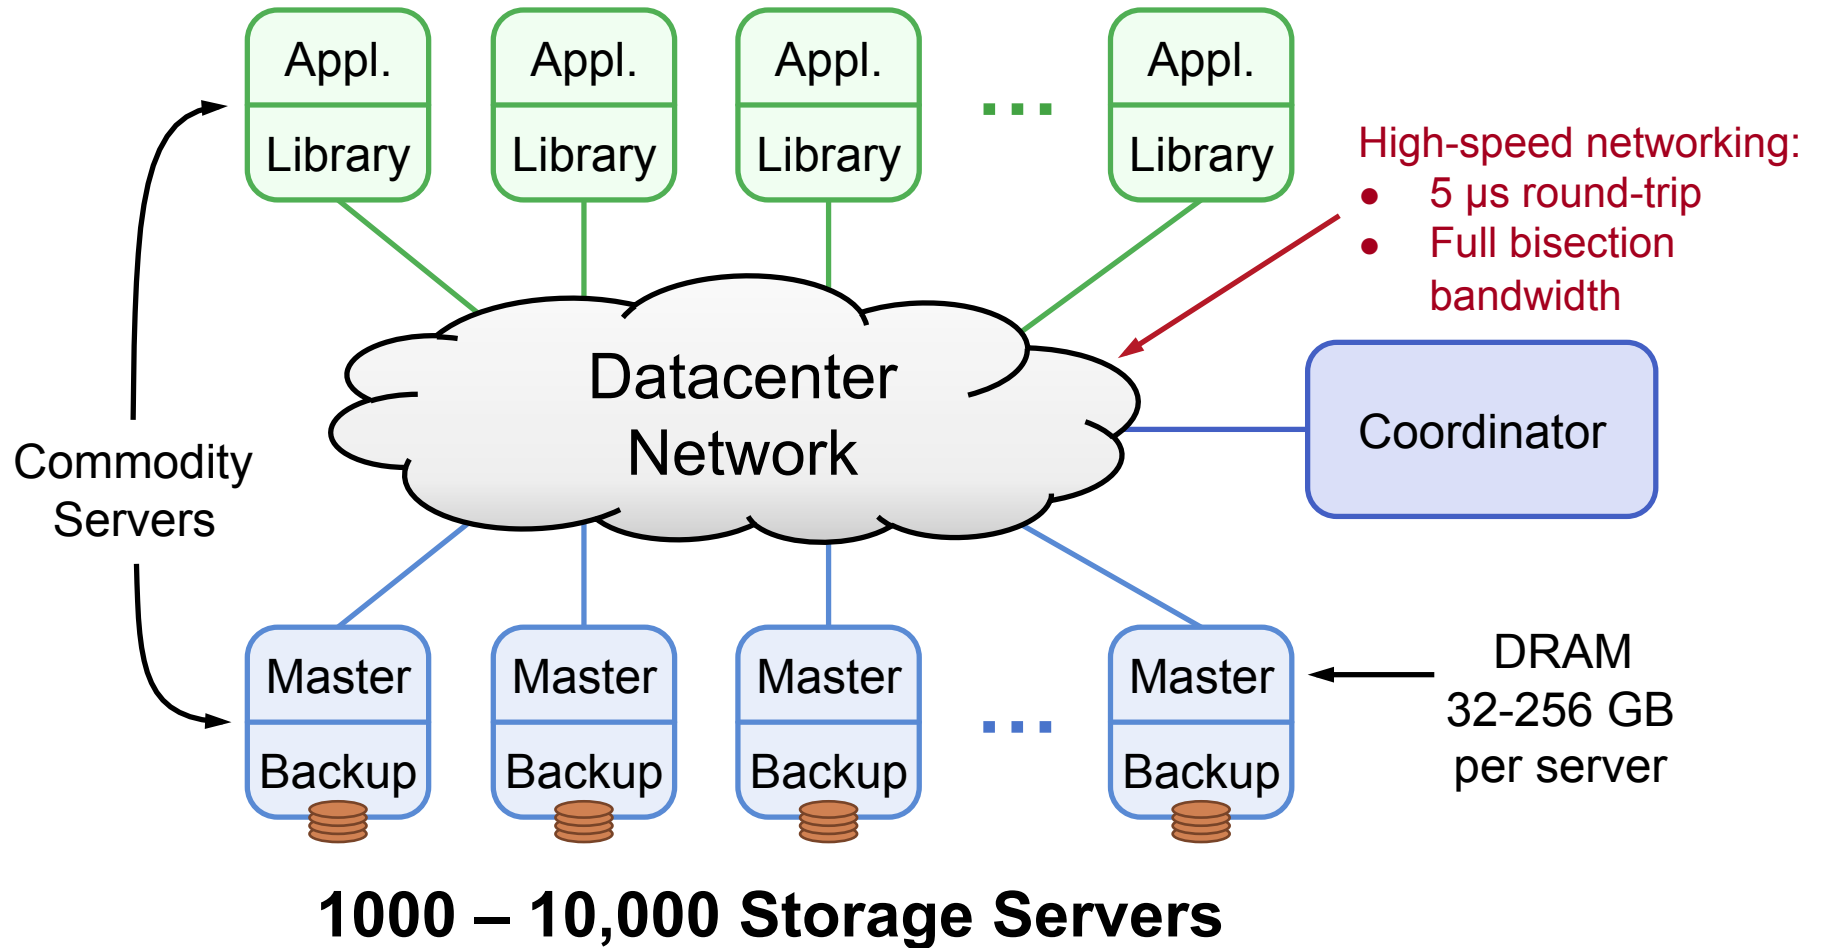 Appl.
Library
Appl.
Library
Appl.
Library
...
Appl.
Library
High-speed networking:
● 5 µs round-trip
● Full bisection
bandwidth
Datacenter
Network
Coordinator
Commodity
Servers
Master
Backup
Master
Backup
Master
Backup
...
Master
Backup
DRAM
32-256 GB
per server
1000 – 10,000 Storage Servers